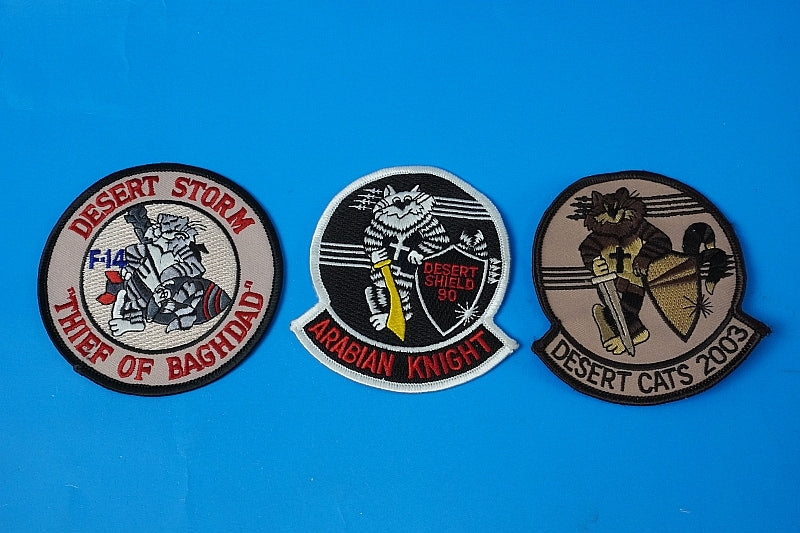 DESERT STORM
F-14
"THIEF OF BAGHDAD"
DESERT
SHIELD
90
ARABIAN KNIGHT
DESERT CATS 2003